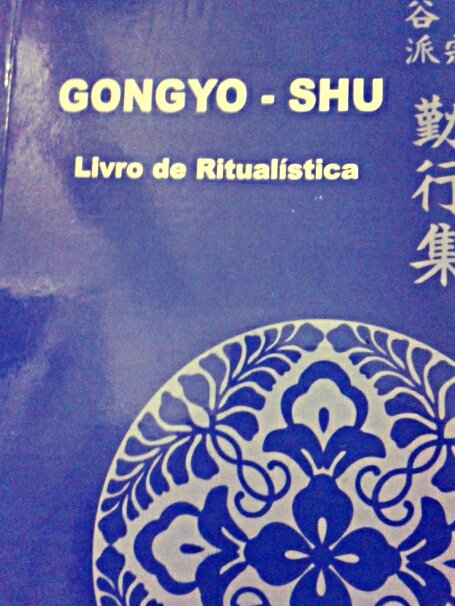 GONGYO - SHU
Livro de Ritualística
谷派
勤行集